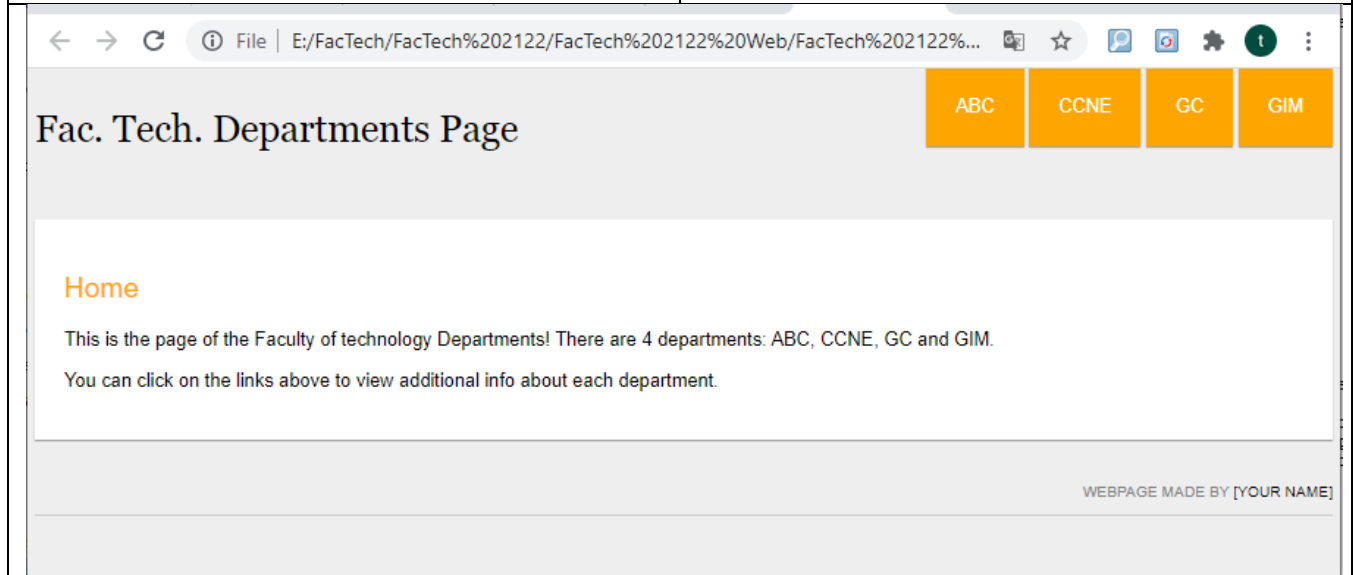 File | E:/FacTech/FacTech%202122/FacTech%202122%20Web/FacTech%202122%...
t
ABC CCNE GC GIM
Fac. Tech. Departments Page
Home
This is the page of the Faculty of technology Departments! There are 4 departments: ABC, CCNE, GC and GIM.
You can click on the links above to view additional info about each department.
WEBPAGE MADE BY [YOUR NAME]